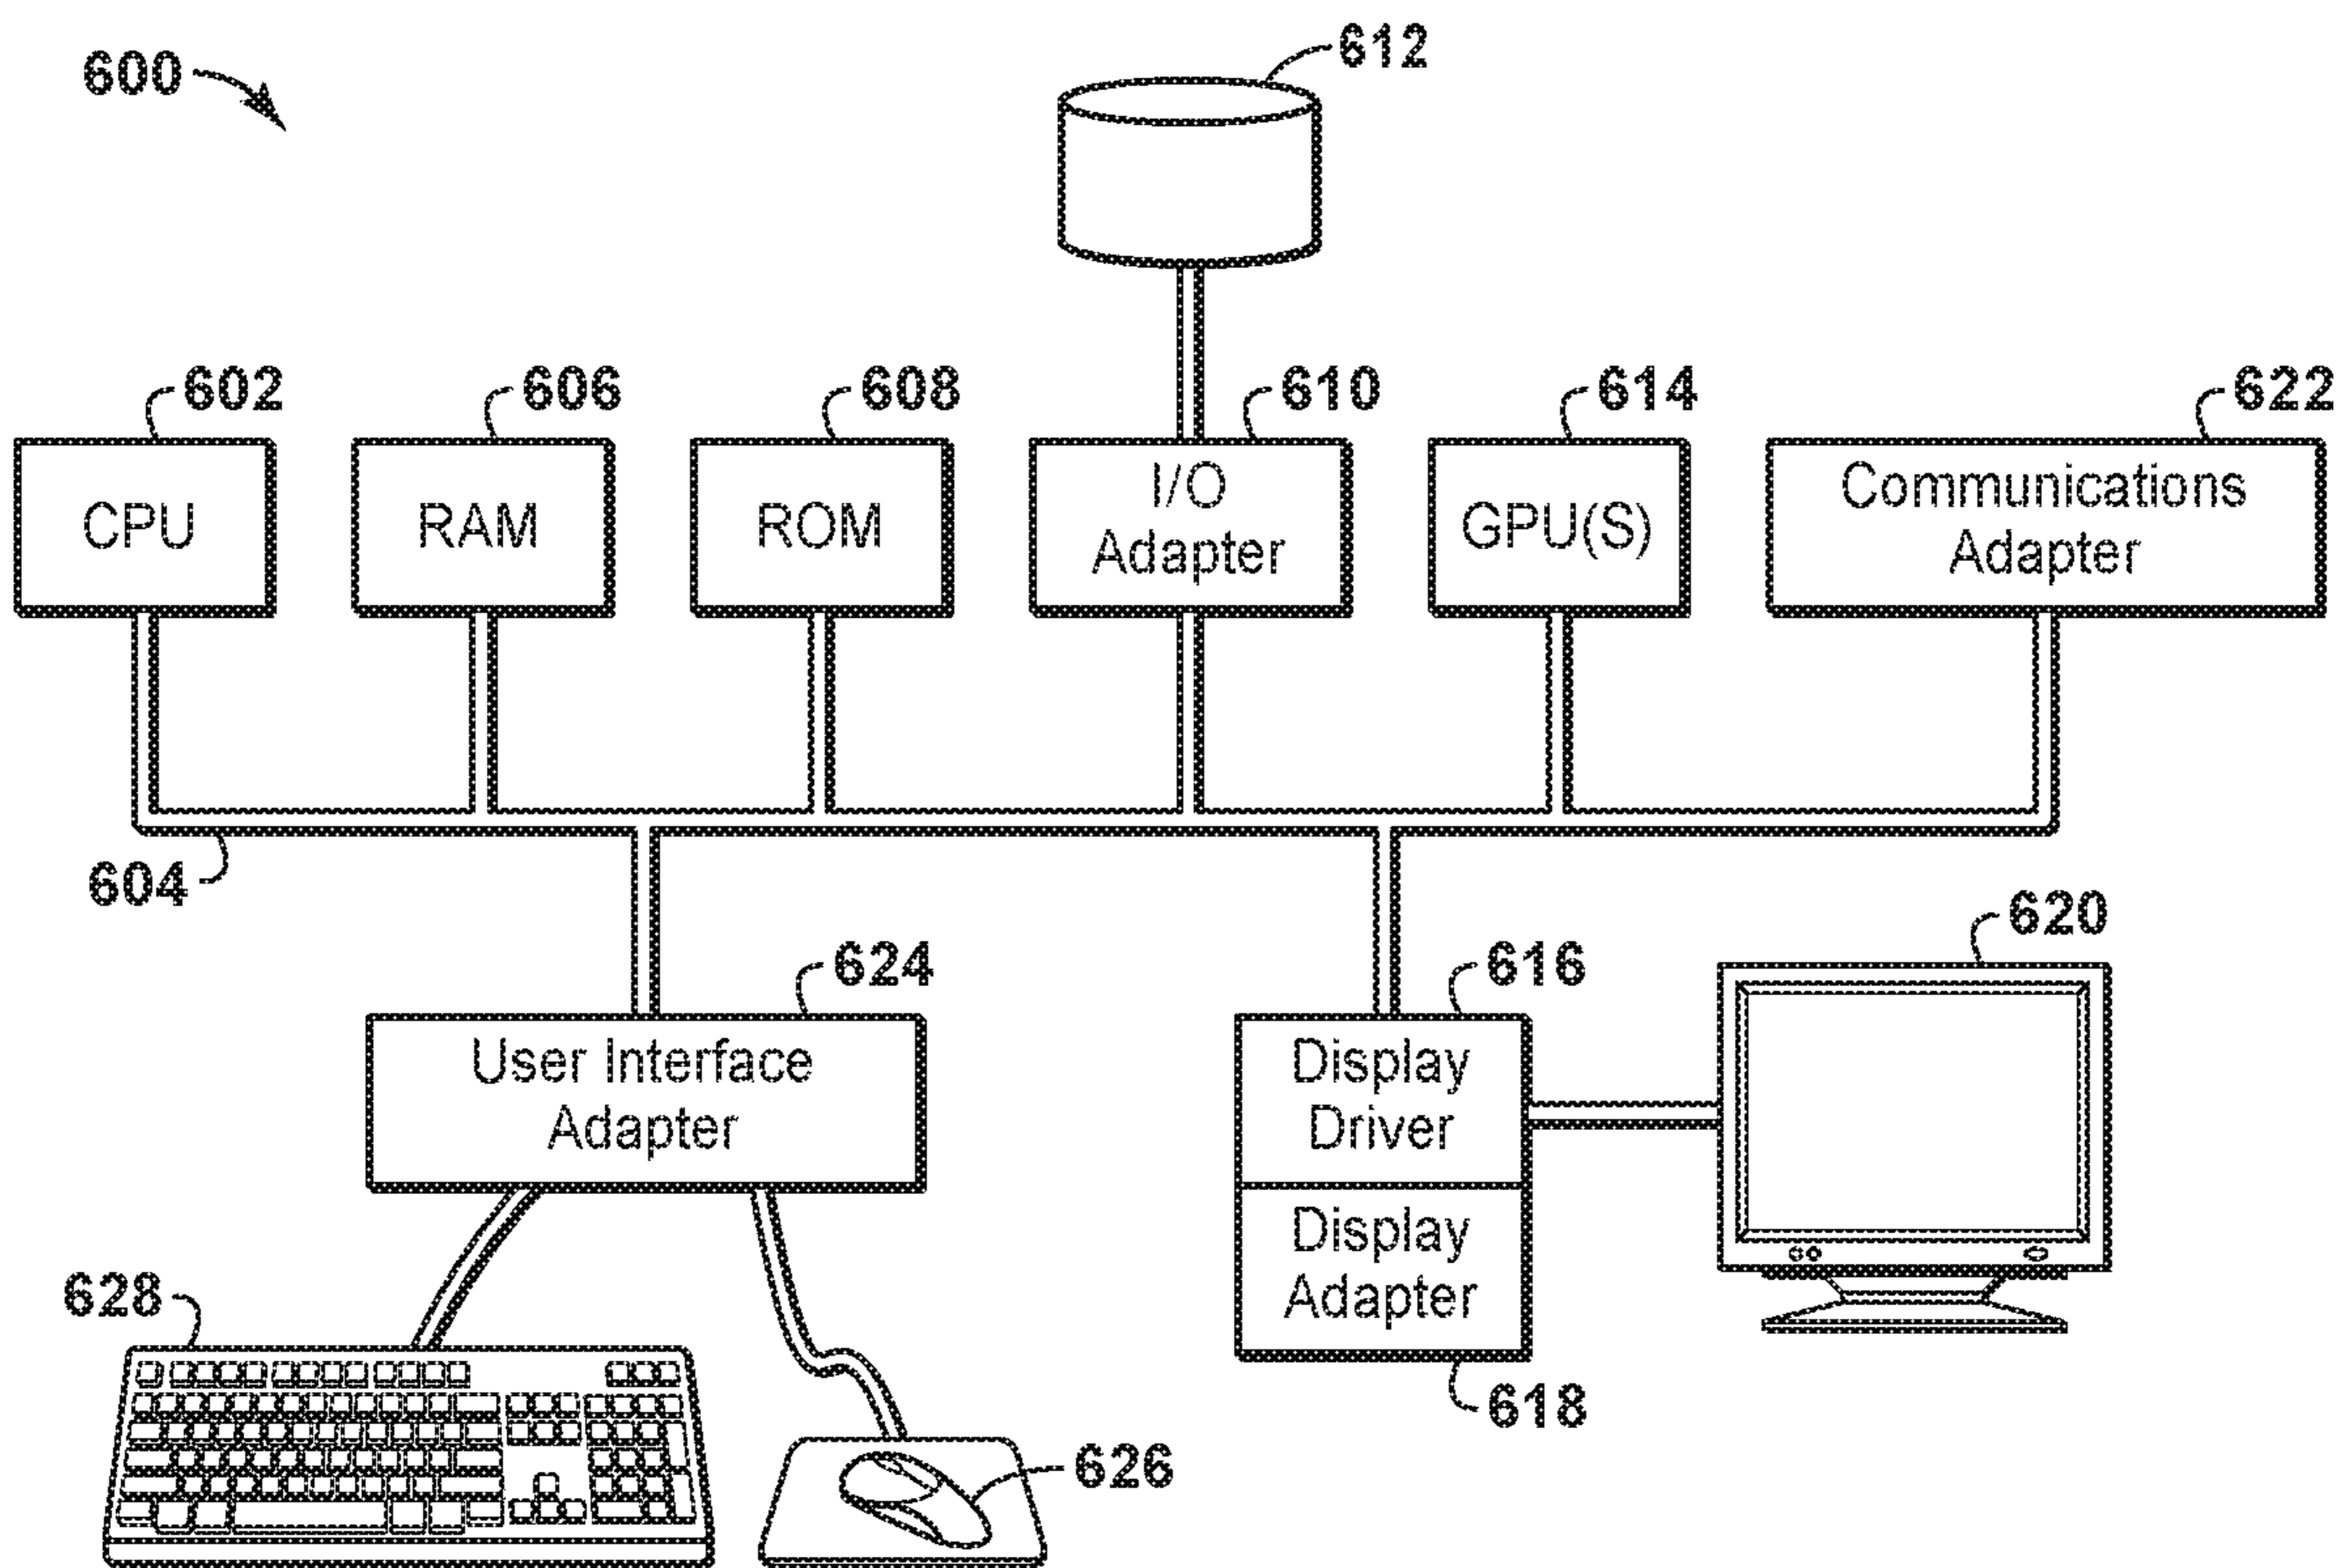 600
612
602
606
608
610
614
622
CPU
RAM
ROM
I/O
Adapter
GPU(S)
Communications
Adapter
604
624
616
620
User Interface
Adapter
Display
Driver
Display
Adapter
628
618
626